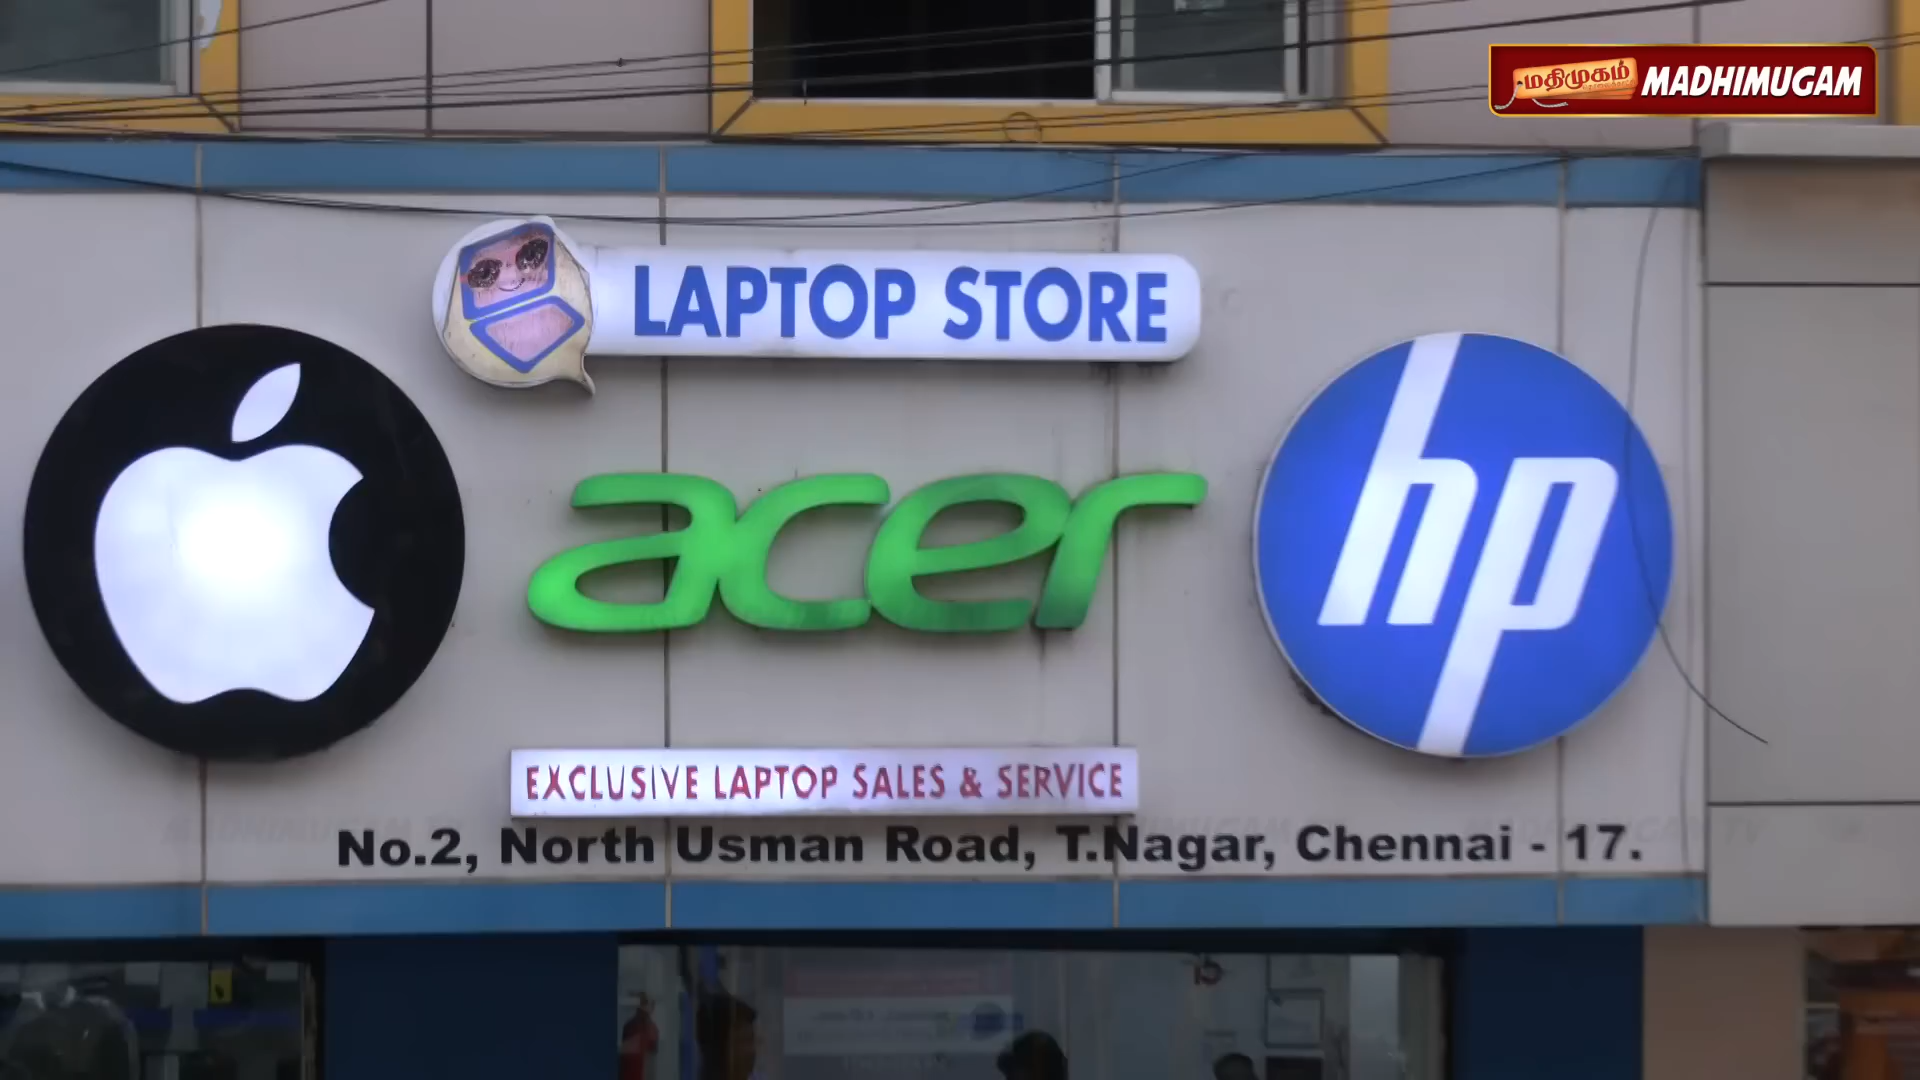 மதிமுகம் MADHIMUGAM
LAPTOP STORE
acer
hp
EXCLUSIVE LAPTOP SALES & SERVICE
No.2, North Usman Road, T.Nagar, Chennai - 17.